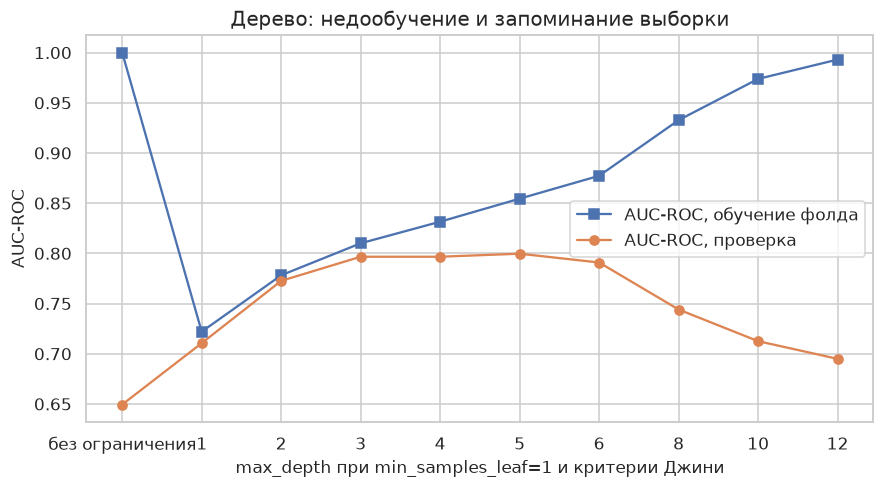 Дерево: недообучение и запоминание выборки
AUC-ROC
1.00
0.95
0.90
0.85
0.80
0.75
0.70
0.65
AUC-ROC, обучение фолда
AUC-ROC, проверка
без ограничения 1 2 3 4 5 6 8 10 12
max_depth при min_samples_leaf=1 и критерии Джини